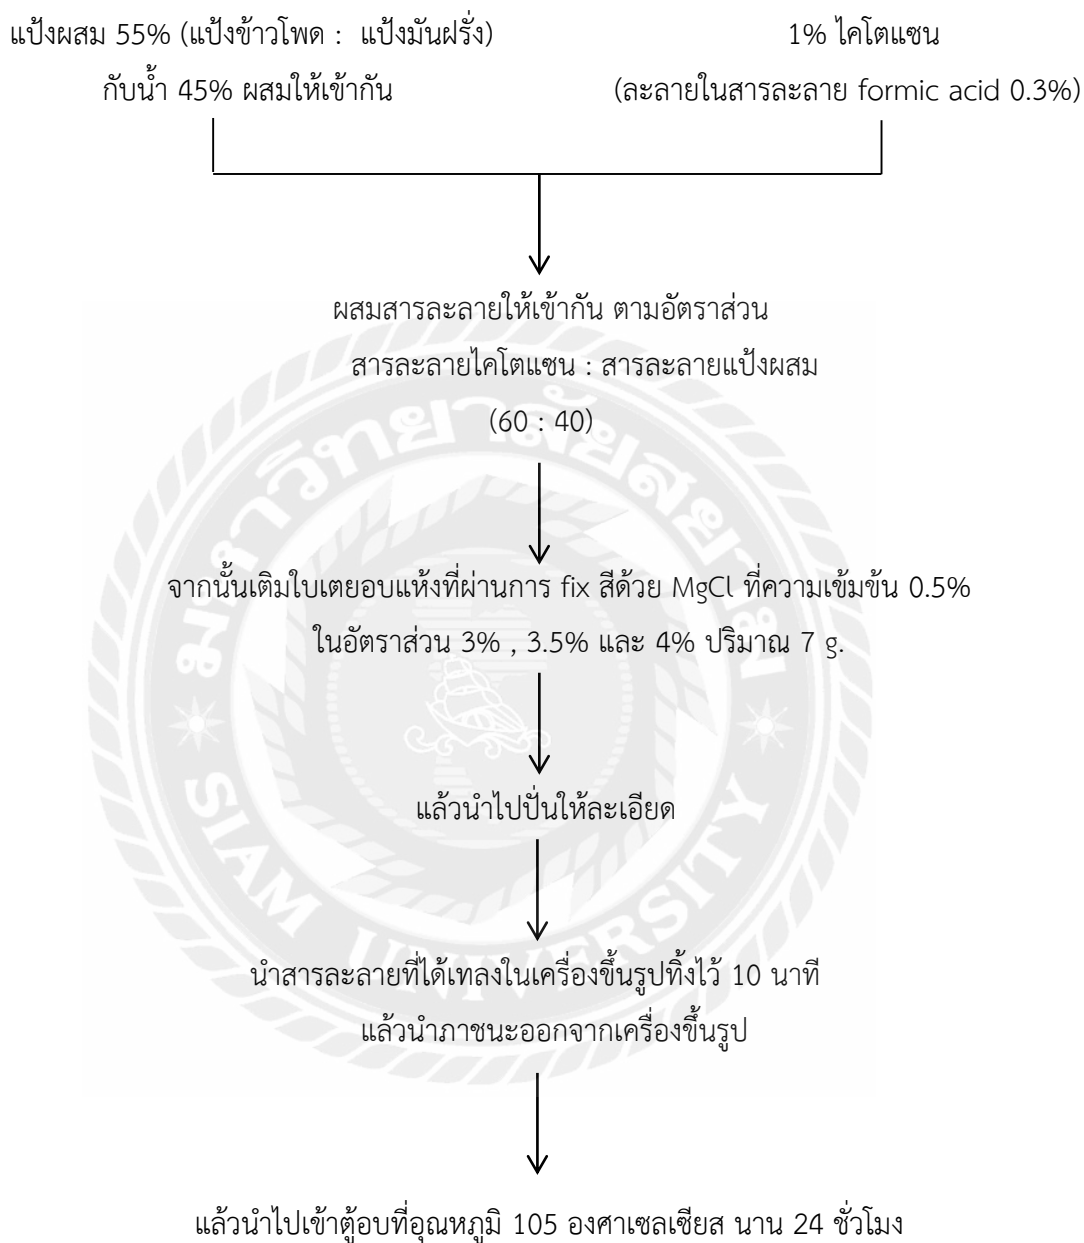 แป้งผสม 55% (แป้งข้าวโพด : แป้งมันฝรั่ง)
กับน้ำ 45% ผสมให้เข้ากัน
1% ไคโตแซน
(ละลายในสารละลาย formic acid 0.3%)
ผสมสารละลายให้เข้ากัน ตามอัตราส่วน
สารละลายไคโตแซน : สารละลายแป้งผสม
(60 : 40)
จากนั้นเติมใบเตยอบแห้งที่ผ่านการ fix สีด้วย MgCl ที่ความเข้มข้น 0.5%
ในอัตราส่วน 3% , 3.5% และ 4% ปริมาณ 7 g.
แล้วนำไปปั่นให้ละเอียด
นำสารละลายที่ได้เทลงในเครื่องขึ้นรูปทิ้งไว้ 10 นาที
แล้วนำภาชนะออกจากเครื่องขึ้นรูป
แล้วนำไปเข้าตู้อบที่อุณหภูมิ 105 องศาเซลเซียส นาน 24 ชั่วโมง
มหาวิทยาลัยสยาม
SIAM UNIVERSITY